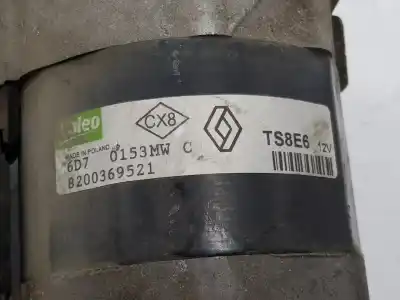 Valeo
CX8
TS8E6 12V
MADE IN POLAND
6D7 0153MW C
8200369521